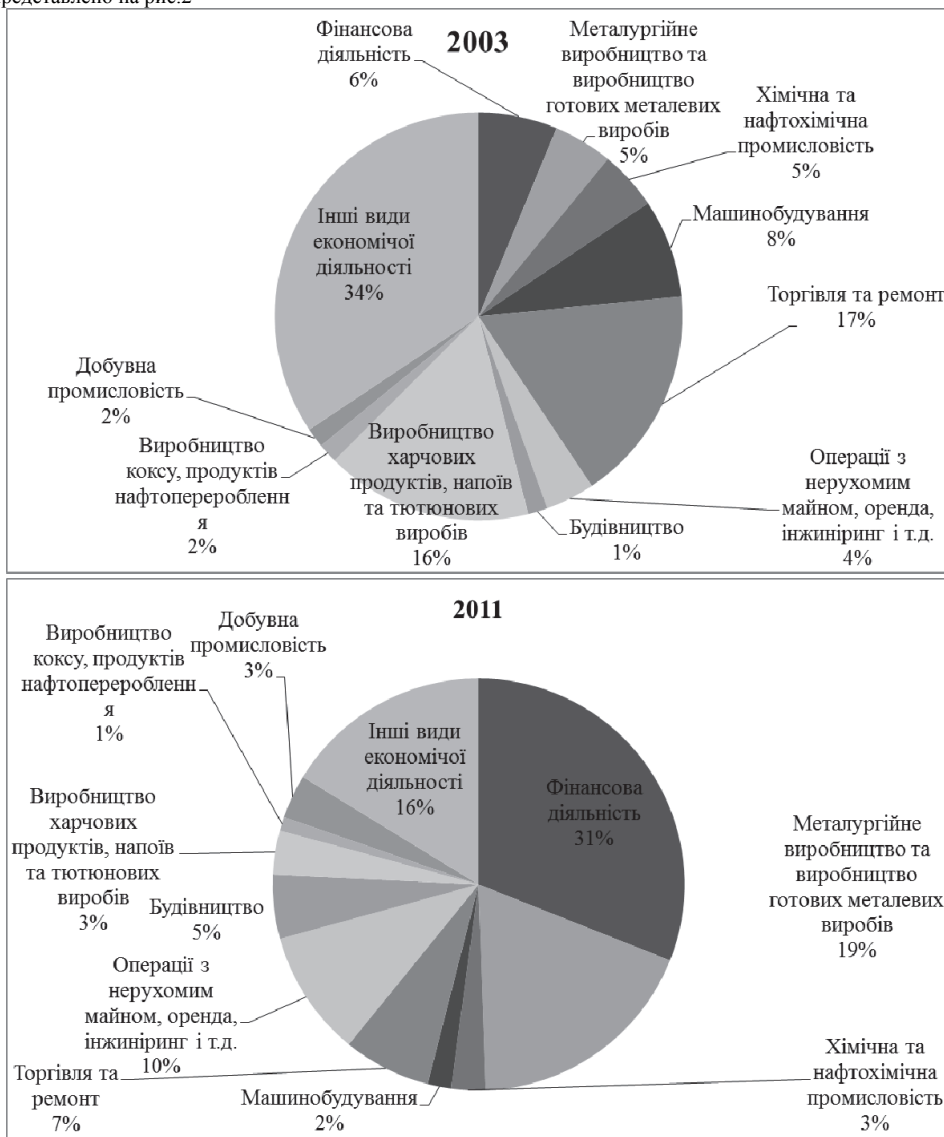 редставлено на рис.2
2003
Фінансова
діяльність
6%
Металургійне
виробництво та
виробництво
готових металевих
виробів
5%
Хімічна та
нафтохімічна
промисловість
5%
Машинобудування
8%
Торгівля та ремонт
17%
Операції з
нерухомим
майном, оренда,
інжиніринг і т.д.
4%
Будівництво
1%
Виробництво
харчових
продуктів, напоїв
та тютюнових
виробів
16%
Виробництво
коксу, продуктів
нафтопереробленн
я
2%
Добувна
промисловість
2%
Інші види
економічої
діяльності
34%
2011
Фінансова
діяльність
31%
Металургійне
виробництво та
виробництво
готових металевих
виробів
19%
Хімічна та
нафтохімічна
промисловість
3%
Машинобудування
2%
Торгівля та
ремонт
7%
Операції з
нерухомим
майном, оренда,
інжиніринг і т.д.
10%
Будівництво
5%
Виробництво
харчових
продуктів, напоїв
та тютюнових
виробів
3%
Виробництво
коксу, продуктів
нафтопереробленн
я
1%
Добувна
промисловість
3%
Інші види
економічої
діяльності
16%